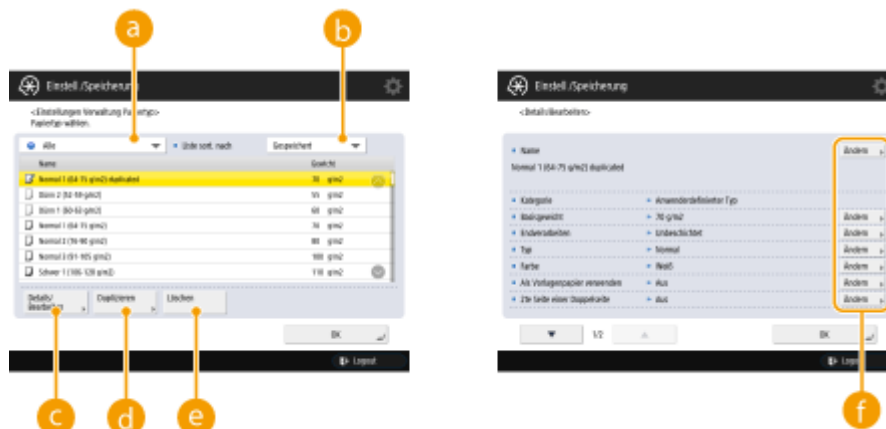 a
b
Einstell./Speicherung
<Einstellungen Verwaltung Papiertyp>
Papiertyp wählen.
Alle
Liste sort. nach
Gespeichert
Name
Gewicht
Normal 1 (64-75 g/m2) duplicated
70 g/m2
Dünn 2 (52-59 g/m2)
55 g/m2
Dünn 1 (60-63 g/m2)
60 g/m2
Normal 1 (64-75 g/m2)
70 g/m2
Normal 2 (76-90 g/m2)
80 g/m2
Normal 3 (91-105 g/m2)
100 g/m2
Schwer 1 (106-128 g/m2)
110 g/m2
Details/
Bearbeiten
Duplizieren
Löschen
OK
Logout
c
d
e
Einstell./Speicherung
<Details/Bearbeiten>
Name
Ändern
Normal 1 (64-75 g/m2) duplicated
Kategorie
Anwenderdefinierter Typ
Basisgewicht
70 g/m2
Ändern
Endverarbeiten
Unbeschichtet
Ändern
Typ
Normal
Ändern
Farbe
Weiß
Ändern
Als Vorlagenpapier verwenden
Aus
Ändern
2te Seite einer Doppelseite
Aus
Ändern
1/2
OK
f